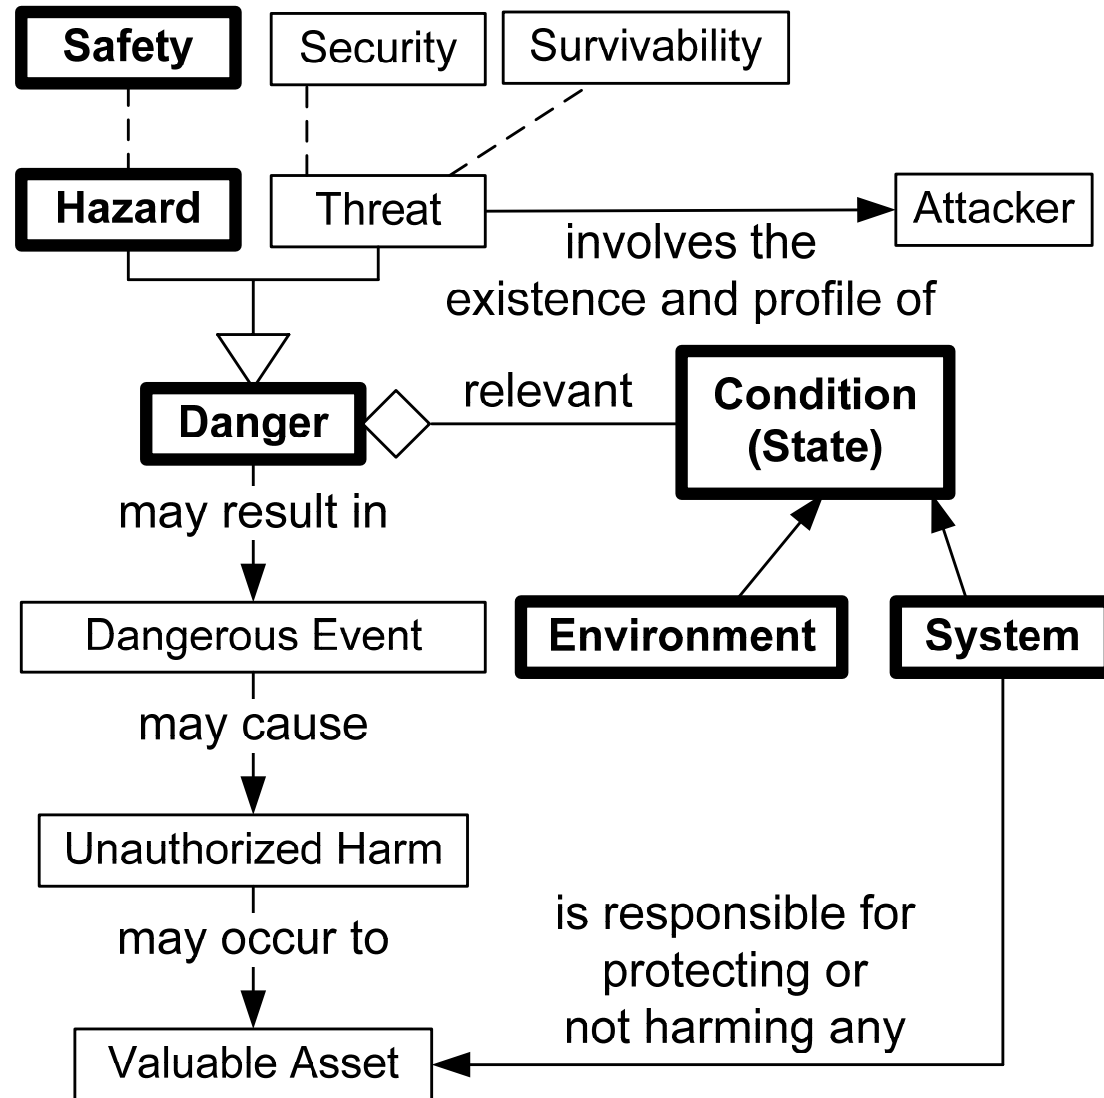 Safety
Security
Survivability
Hazard
Threat
Attacker
involves the
existence and profile of
Danger
relevant
Condition
(State)
may result in
Dangerous Event
Environment
System
may cause
Unauthorized Harm
may occur to
is responsible for
protecting or
not harming any
Valuable Asset